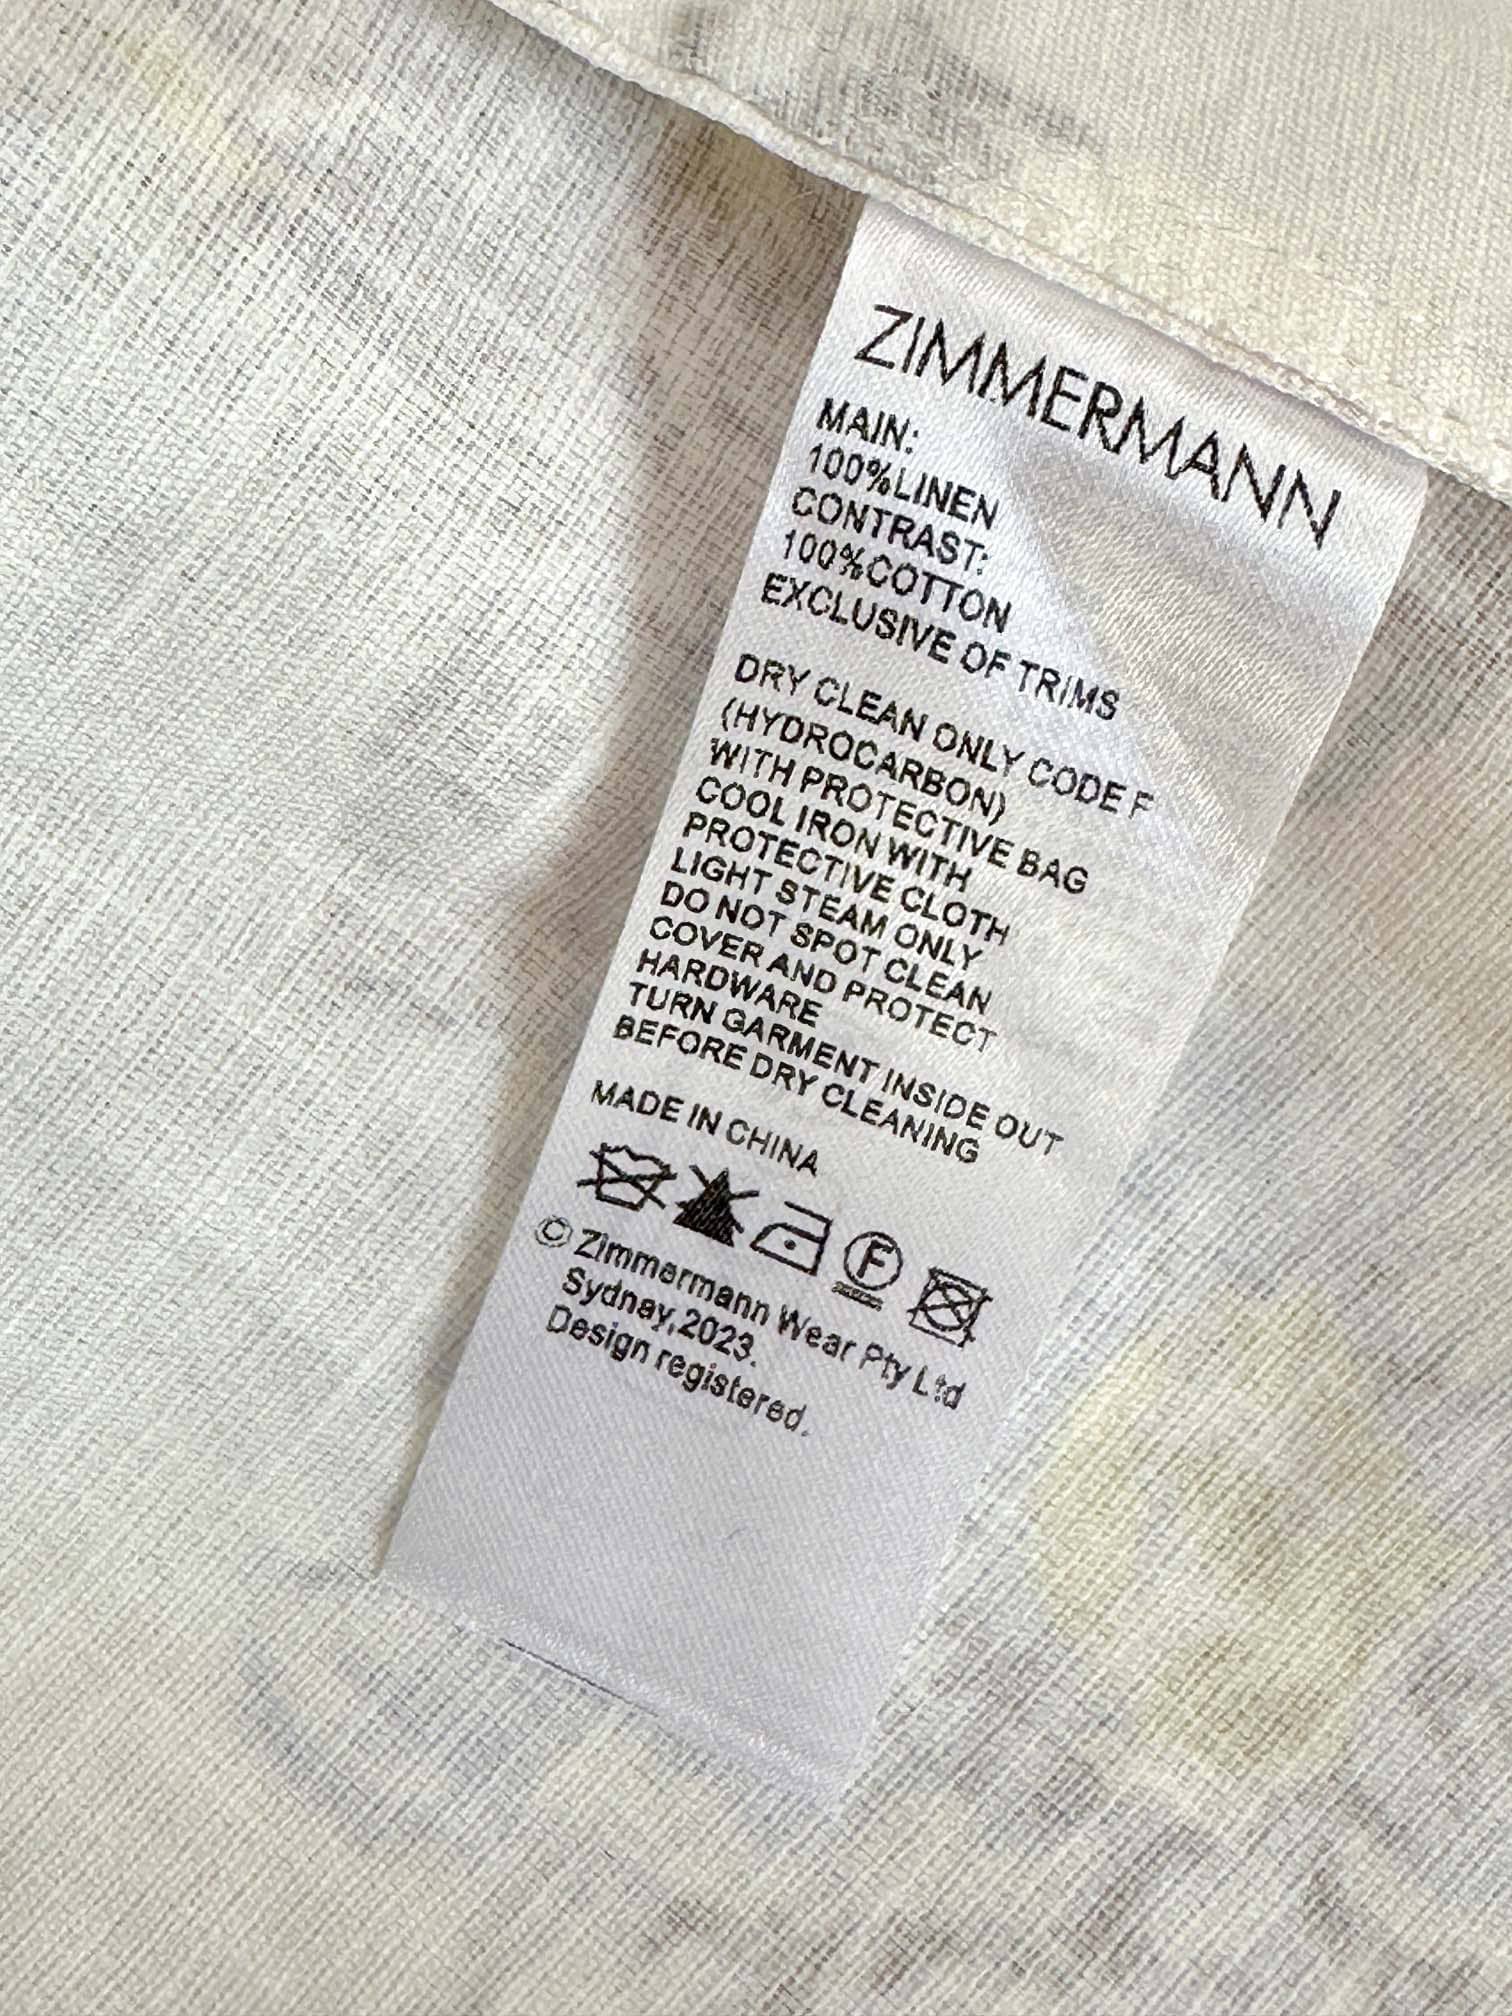 ZIMMERMANN
MAIN:
100%LINEN
CONTRAST:
100%COTTON
EXCLUSIVE OF TRIMS
DRY CLEAN ONLY CODE F
(HYDROCARBON)
WITH PROTECTIVE BAG
COOL IRON WITH
PROTECTIVE CLOTH
LIGHT STEAM ONLY
DO NOT SPOT CLEAN
COVER AND PROTECT
HARDWARE
TURN GARMENT INSIDE OUT
BEFORE DRY CLEANING
MADE IN CHINA
F
© Zimmermann Wear Pty Ltd
Sydney,2023.
Design registered.